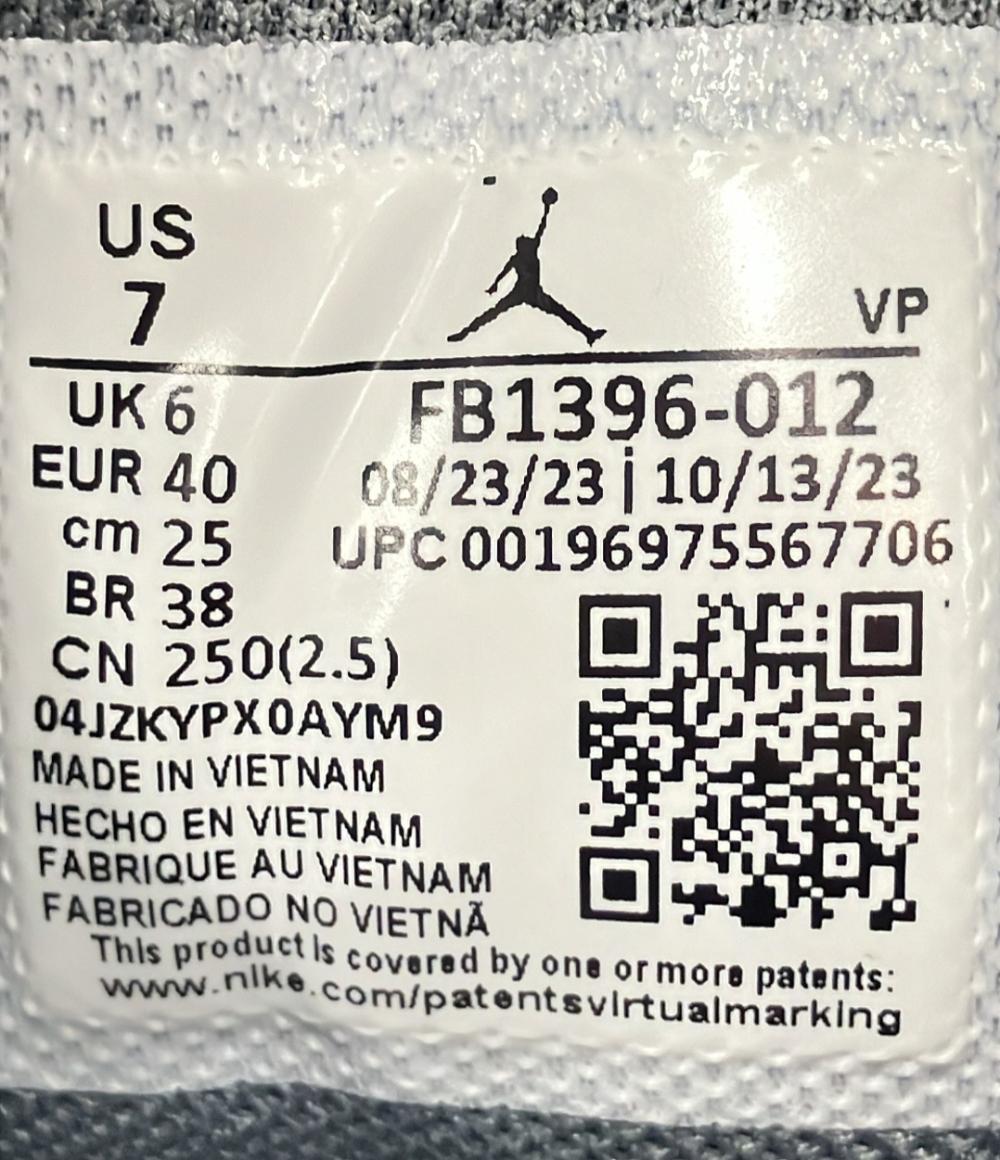 US
7
VP
UK 6
FB1396-012
EUR 40
08/23/23 | 10/13/23
cm 25
UPC 00196975567706
BR 38
CN 250(2.5)
04JZKYPX0AYM9
MADE IN VIETNAM
HECHO EN VIETNAM
FABRIQUE AU VIETNAM
FABRICADO NO VIETNÃ
This product is covered by one or more patents:
www.nike.com/patentsvirtualmarking